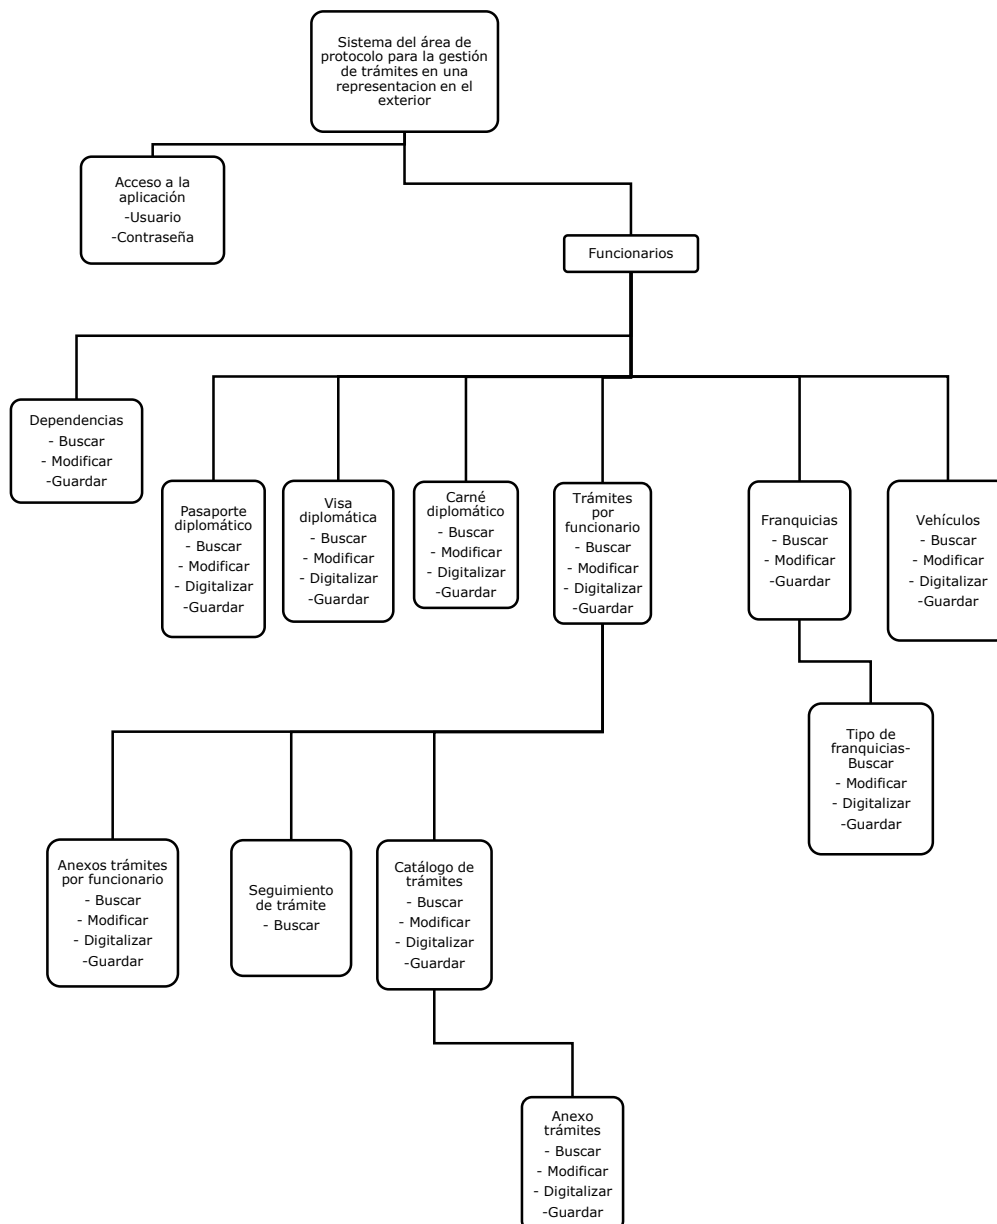 Sistema del área de
protocolo para la gestión
de trámites en una
representacion en el
exterior
Acceso a la
aplicación
-Usuario
-Contraseña
Funcionarios
Dependencias
- Buscar
- Modificar
-Guardar
Pasaporte
diplomático
- Buscar
- Modificar
- Digitalizar
-Guardar
Visa
diplomática
- Buscar
- Modificar
- Digitalizar
-Guardar
Carné
diplomático
- Buscar
- Modificar
- Digitalizar
-Guardar
Trámites
por
funcionario
- Buscar
- Modificar
- Digitalizar
-Guardar
Franquicias
- Buscar
- Modificar
-Guardar
Vehículos
- Buscar
- Modificar
- Digitalizar
-Guardar
Tipo de
franquicias-
Buscar
- Modificar
- Digitalizar
-Guardar
Anexos trámites
por funcionario
- Buscar
- Modificar
- Digitalizar
-Guardar
Seguimiento
de trámite
- Buscar
Catálogo de
trámites
- Buscar
- Modificar
- Digitalizar
-Guardar
Anexo
trámites
- Buscar
- Modificar
- Digitalizar
-Guardar